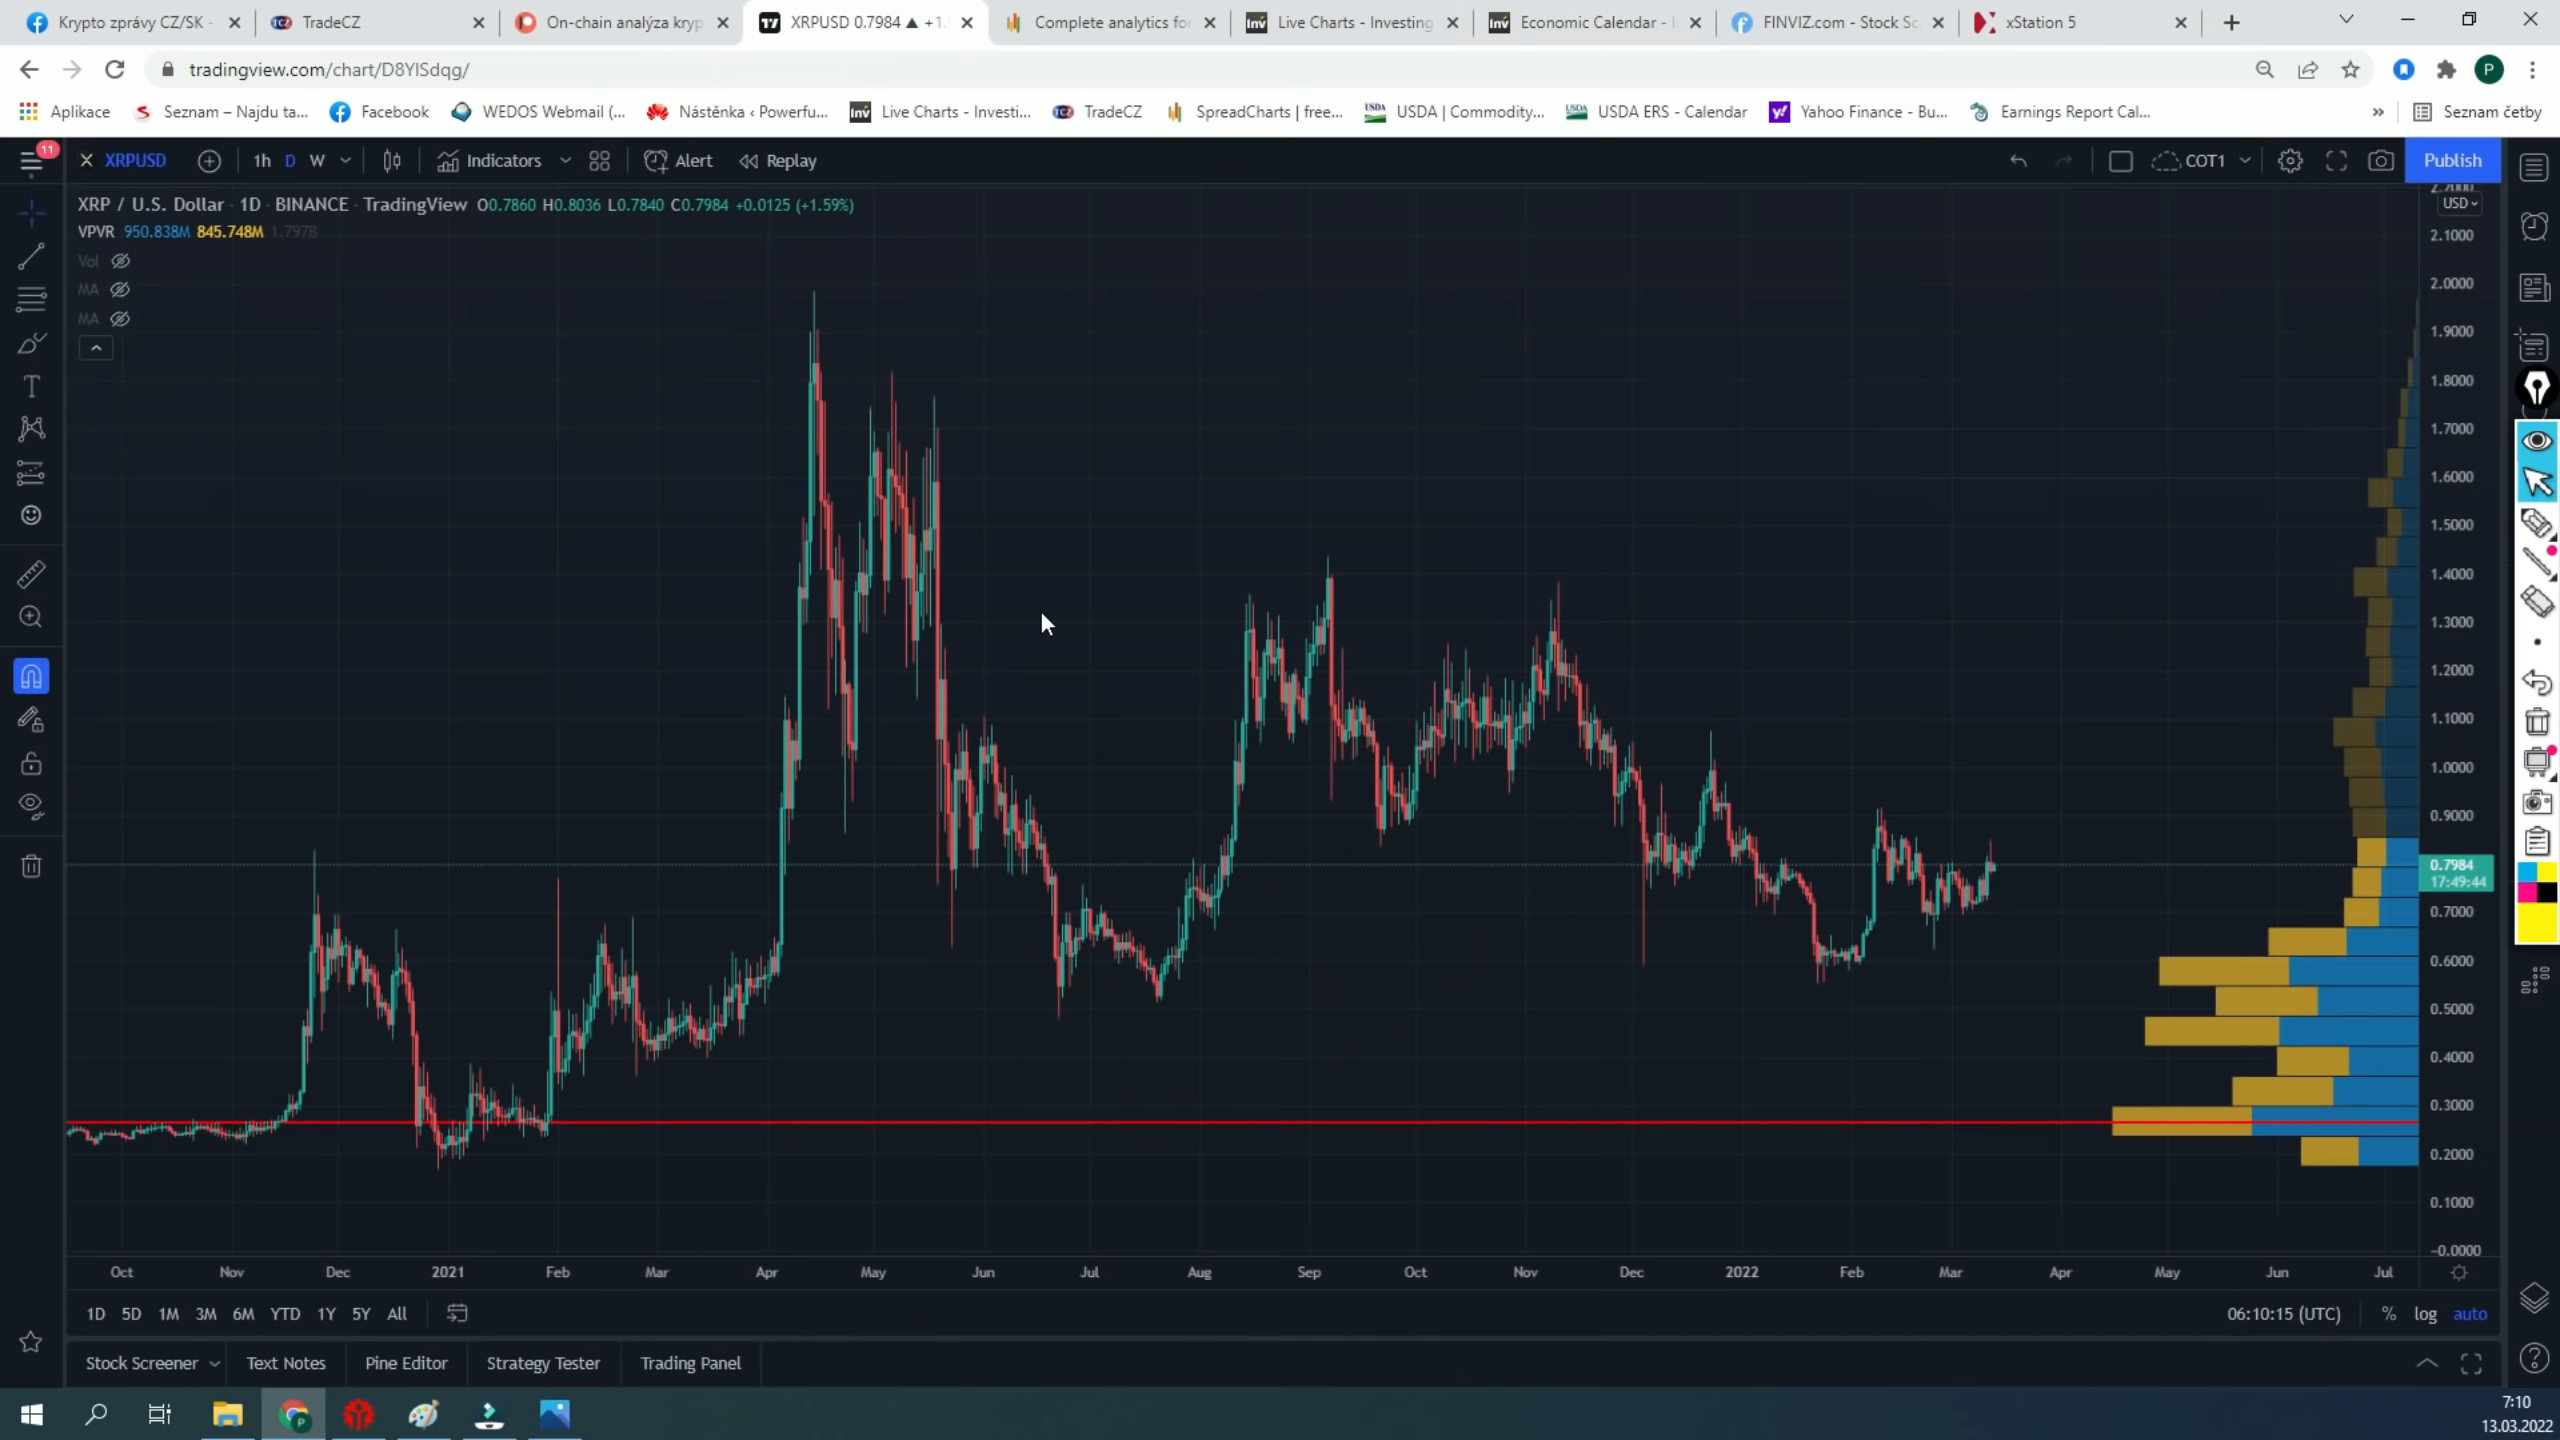 Krypto zprávy CZ/SK -
TradeCZ
On-chain analýza kryp
XRPUSD 0.7984 ▲ +1.
Complete analytics for
Live Charts - Investing
Economic Calendar - I
FINVIZ.com - Stock Sc
xStation 5
tradingview.com/chart/D8YlSdqg/
P
Aplikace
Seznam – Najdu ta...
Facebook
WEDOS Webmail (...
Nástěnka ‹ Powerfu...
Live Charts - Investi...
TradeCZ
SpreadCharts | free...
USDA | Commodity...
USDA ERS - Calendar
Yahoo Finance - Bu...
Earnings Report Cal...
»
Seznam četby
11
XRPUSD
1h D W
Indicators
Alert
Replay
COT1
Publish
XRP / U.S. Dollar · 1D · BINANCE · TradingView O0.7860 H0.8036 L0.7840 C0.7984 +0.0125 (+1.59%)
VPVR 950.838M 845.748M 1.797B
Vol
MA
MA
USD
2.1000
2.0000
1.9000
1.8000
1.7000
1.6000
1.5000
1.4000
1.3000
1.2000
1.1000
1.0000
0.9000
0.7984
17:49:44
0.7000
0.6000
0.5000
0.4000
0.3000
0.2000
0.1000
-0.0000
Oct Nov Dec 2021 Feb Mar Apr May Jun Jul Aug Sep Oct Nov Dec 2022 Feb Mar Apr May Jun Jul
1D 5D 1M 3M 6M YTD 1Y 5Y All
06:10:15 (UTC) % log auto
Stock Screener Text Notes Pine Editor Strategy Tester Trading Panel
7:10
13.03.2022